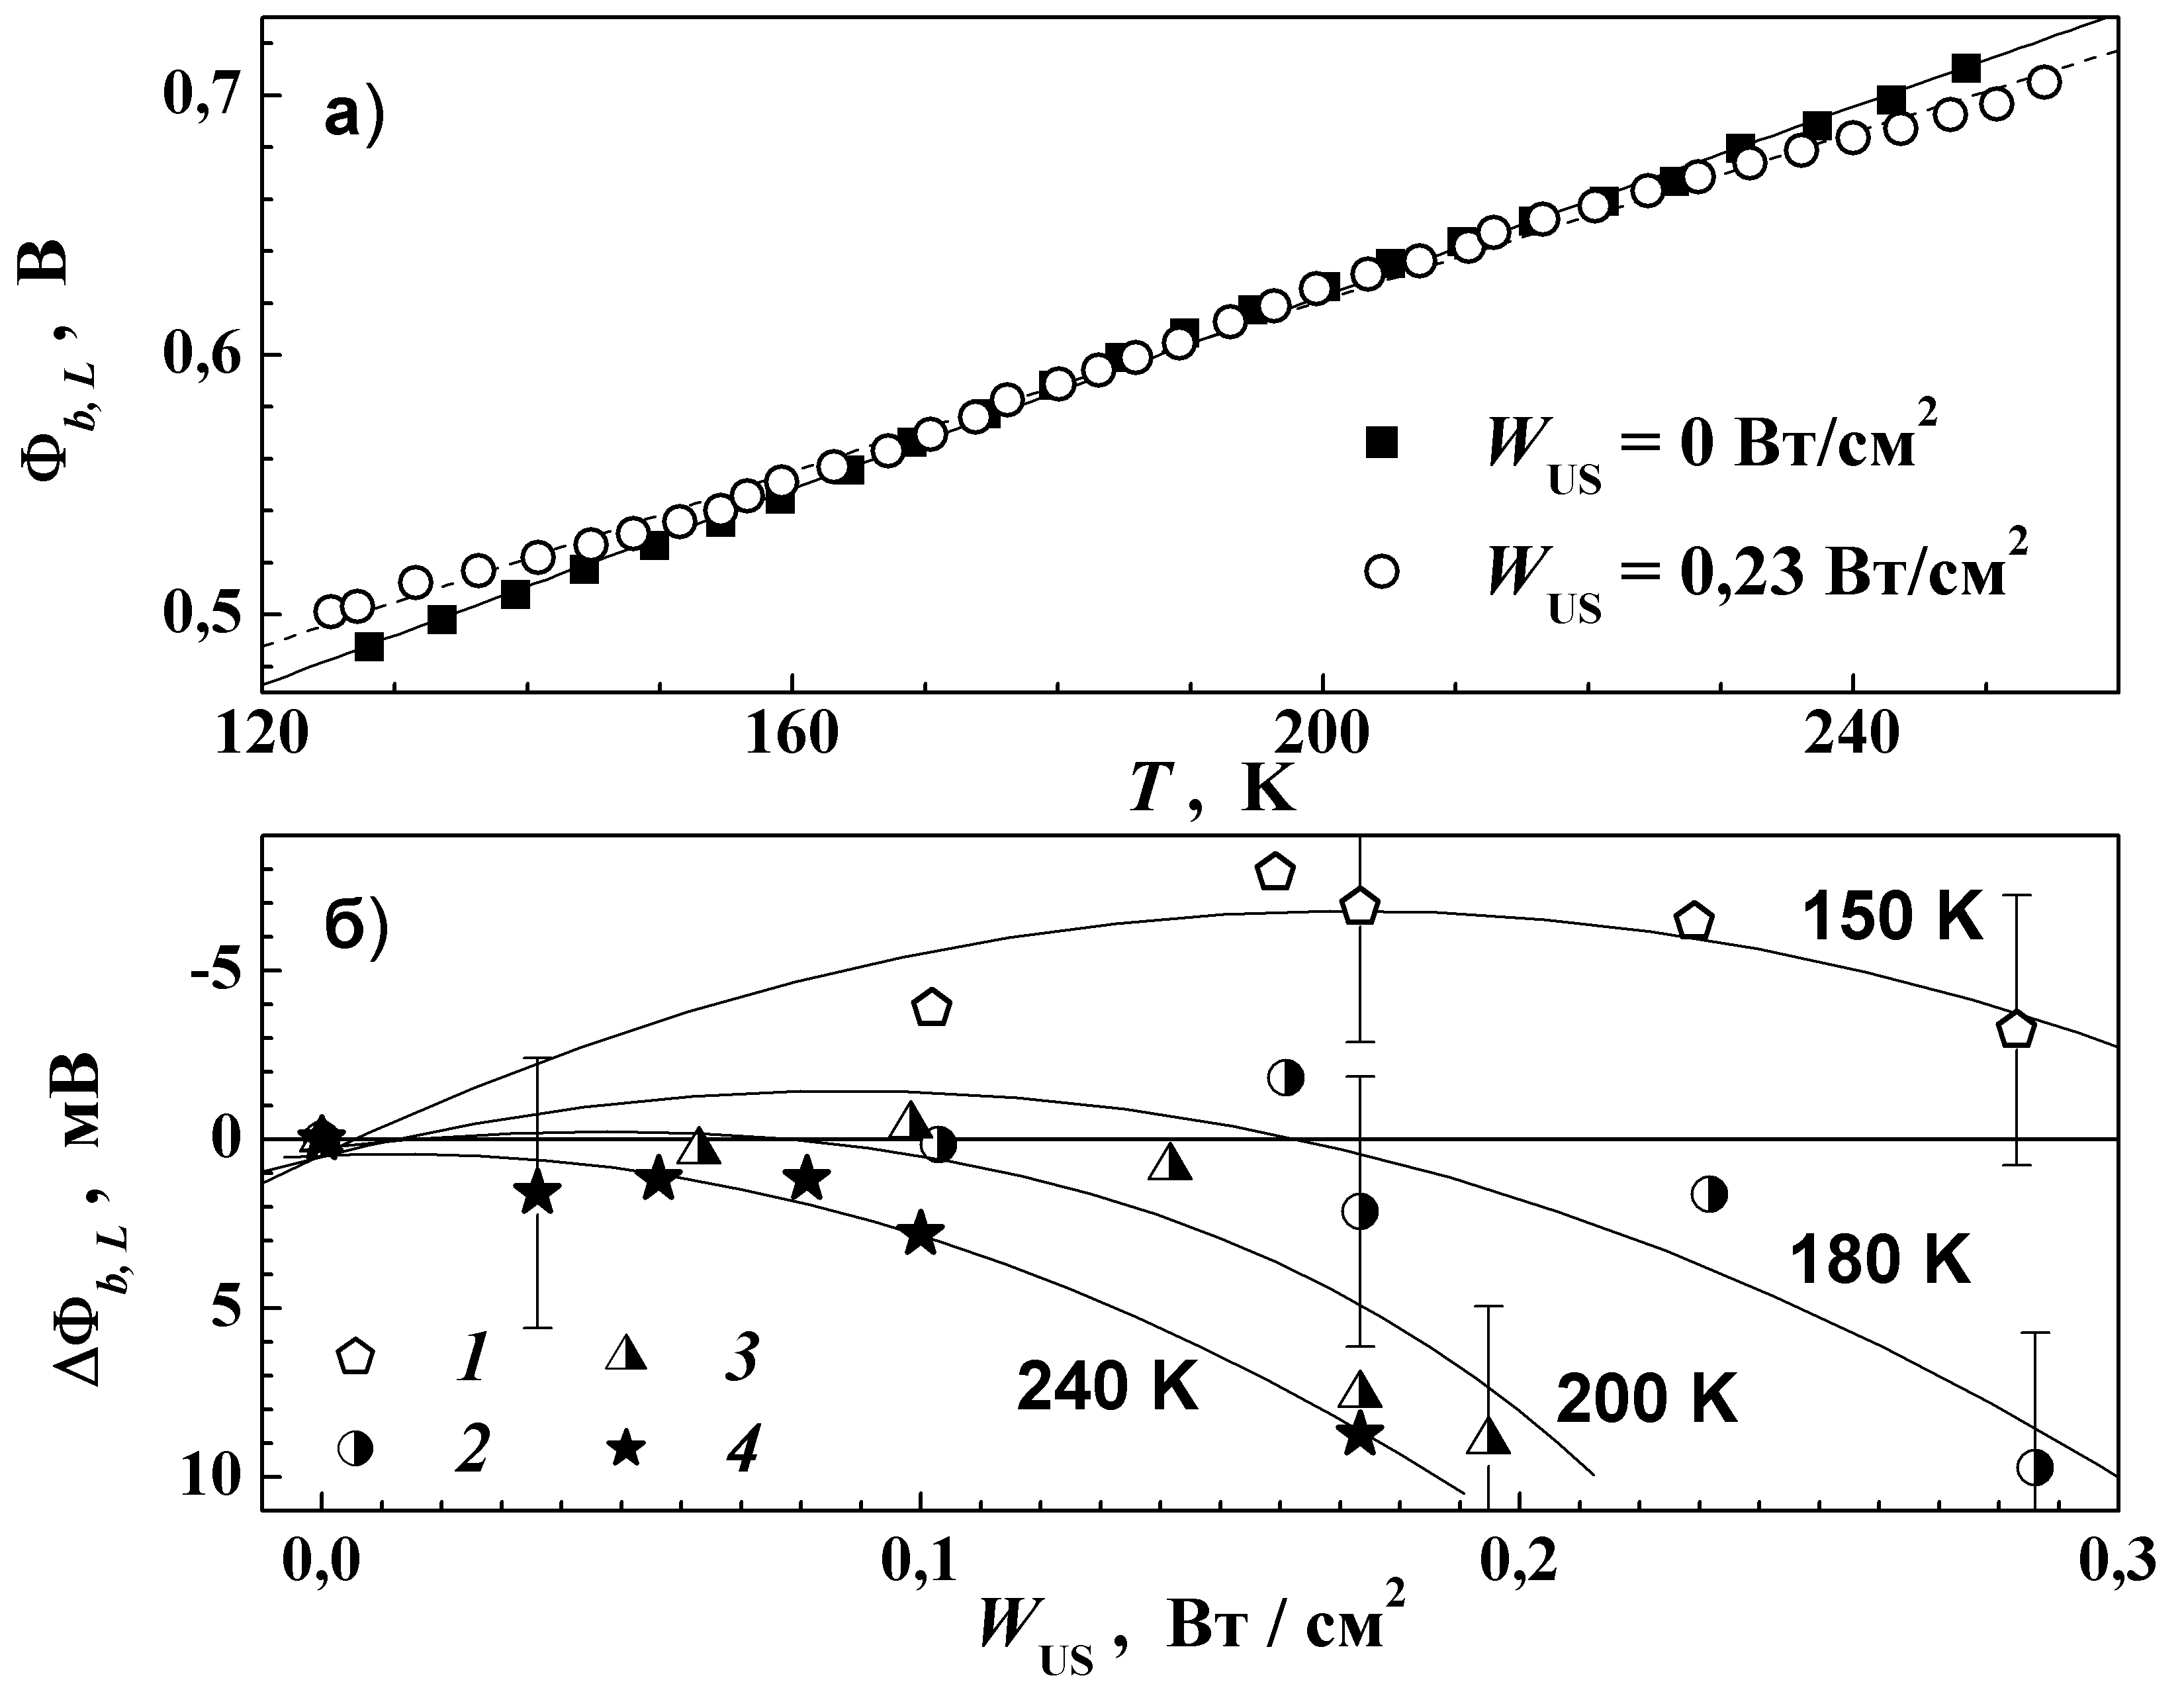 а)
0,7
0,6
0,5
Φb, L , В
WUS = 0 Вт/см2
WUS = 0,23 Вт/см2
120 160 200 240
T , К
б)
-5
0
5
10
ΔΦb, L , мВ
150 K
180 K
200 K
240 K
1 3
2 4
0,0 0,1 0,2 0,3
WUS , Вт / см2